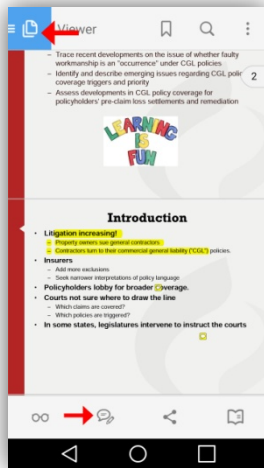 Viewer
– Trace recent developments on the issue of whether faulty
workmanship is an "occurrence" under CGL policies
– Identify and describe emerging issues regarding CGL polic
coverage triggers and priority
2
– Assess developments in CGL policy coverage for
policyholders' pre-claim loss settlements and remediation
LEARNING
IS
FUN
Introduction
• Litigation increasing!
– Property owners sue general contractors
– Contractors turn to their commercial general liability ("CGL") policies.
• Insurers
– Add more exclusions
– Seek narrower interpretations of policy language
• Policyholders lobby for broader coverage.
• Courts not sure where to draw the line
– Which claims are covered?
– Which policies are triggered?
• In some states, legislatures intervene to instruct the courts